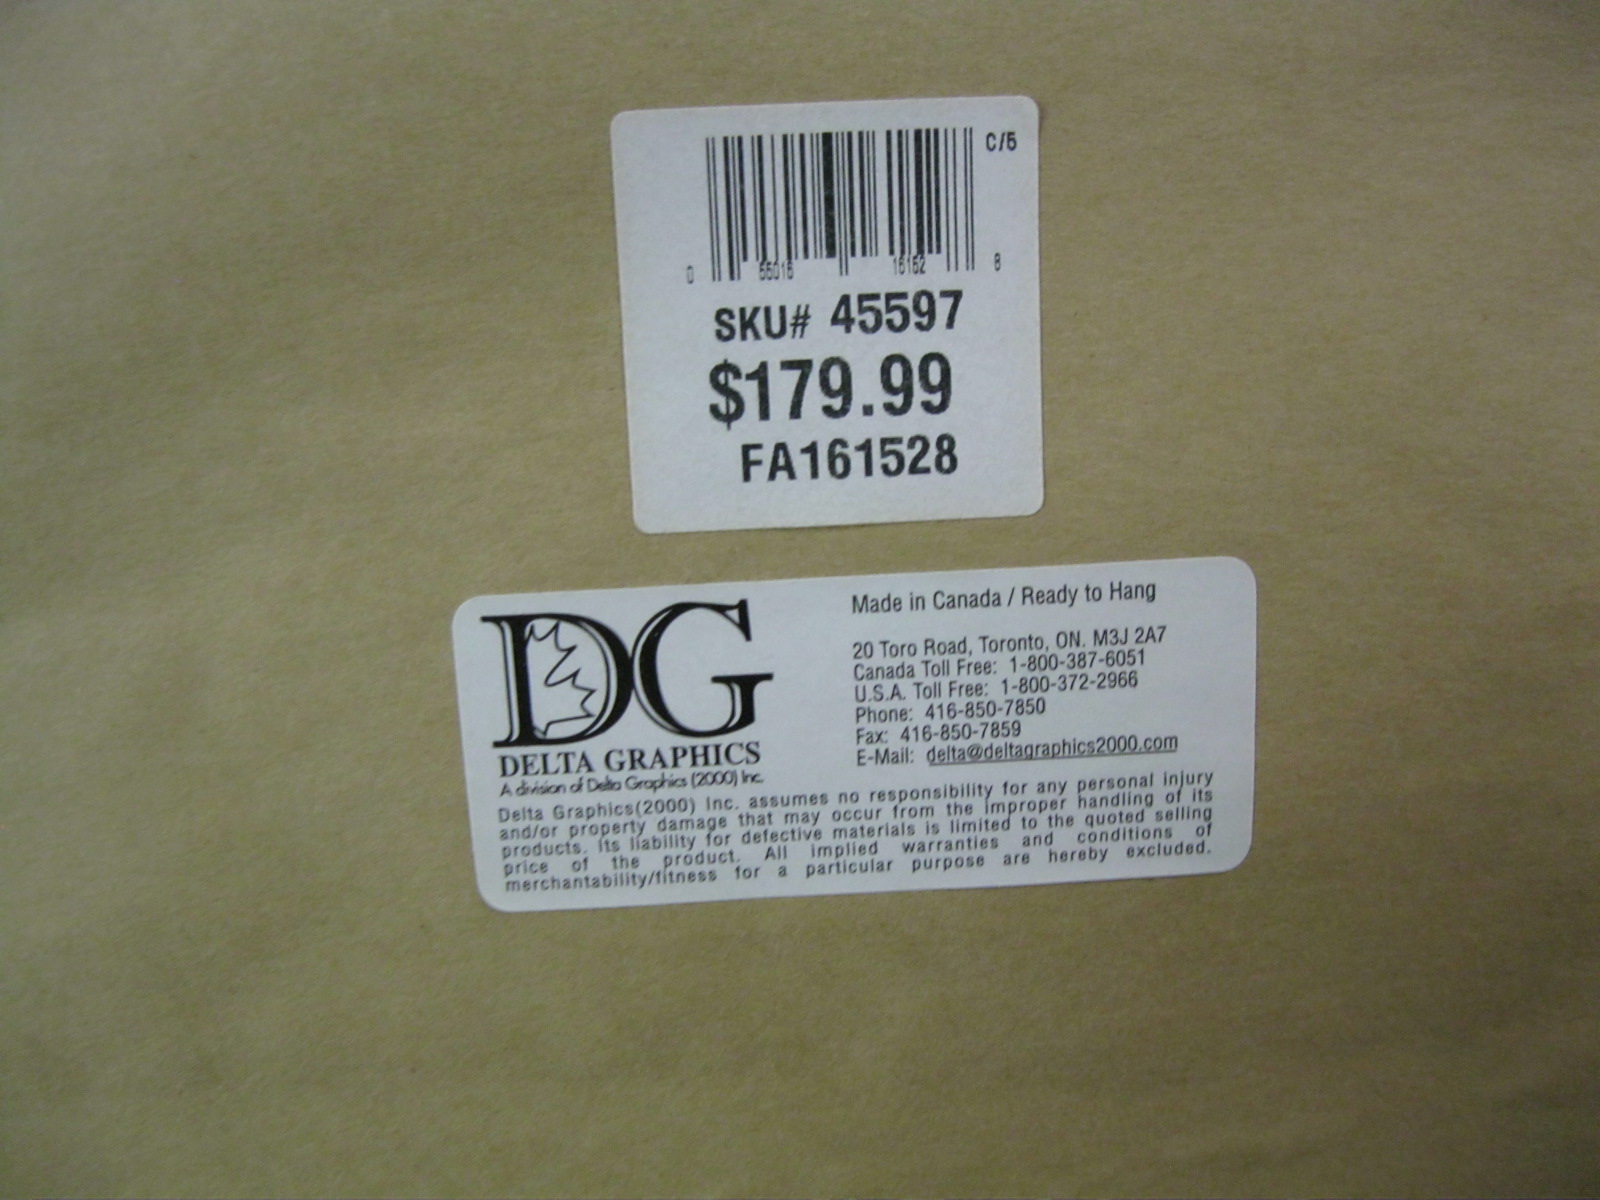 C/5
0 55016 16152 8
SKU# 45597
$179.99
FA161528
DG
DELTA GRAPHICS
A division of Delta Graphics (2000) Inc.
Made in Canada / Ready to Hang
20 Toro Road, Toronto, ON. M3J 2A7
Canada Toll Free: 1-800-387-6051
U.S.A. Toll Free: 1-800-372-2966
Phone: 416-850-7850
Fax: 416-850-7859
E-Mail: delta@deltagraphics2000.com
Delta Graphics(2000) Inc. assumes no responsibility for any personal injury
and/or property damage that may occur from the improper handling of its
products. Its liability for defective materials is limited to the quoted selling
price of the product. All implied warranties and conditions of
merchantability/fitness for a particular purpose are hereby excluded.